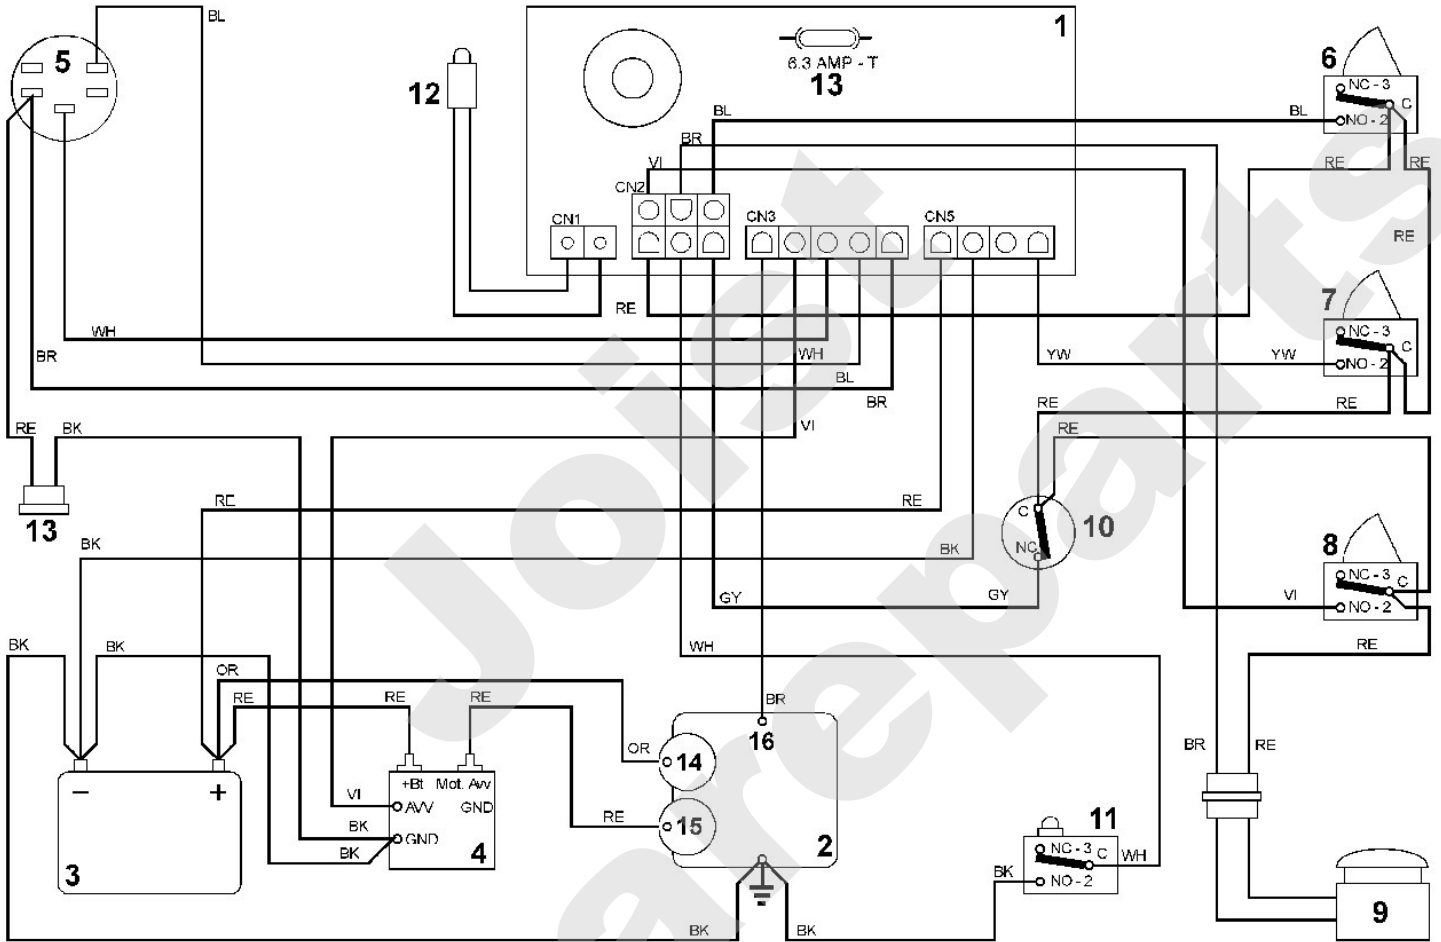 BL
1
5
6.3 AMP - T
13
12
6
NC - 3
C
NO - 2
BL
BL
BR
VI
RE
RE
CN2
CN1
CN3
CN5
RE
RE
7
NC - 3
C
NO - 2
WH
BR
WH
YW
YW
BL
BR
RE
RE
RE
BK
VI
RE
13
RE
RE
C
NC
10
BK
BK
8
NC - 3
C
NO - 2
GY
GY
VI
BK
BK
WH
RE
OR
RE
RE
RE
BR
16
OR
14
BR
RE
+Bt
Mot. Avv
VI
AVV
GND
RE
15
BK
GND
BK
3
4
2
11
NC - 3
C
WH
BK
NO - 2
9
BK
BK
− +
Joist
areparts